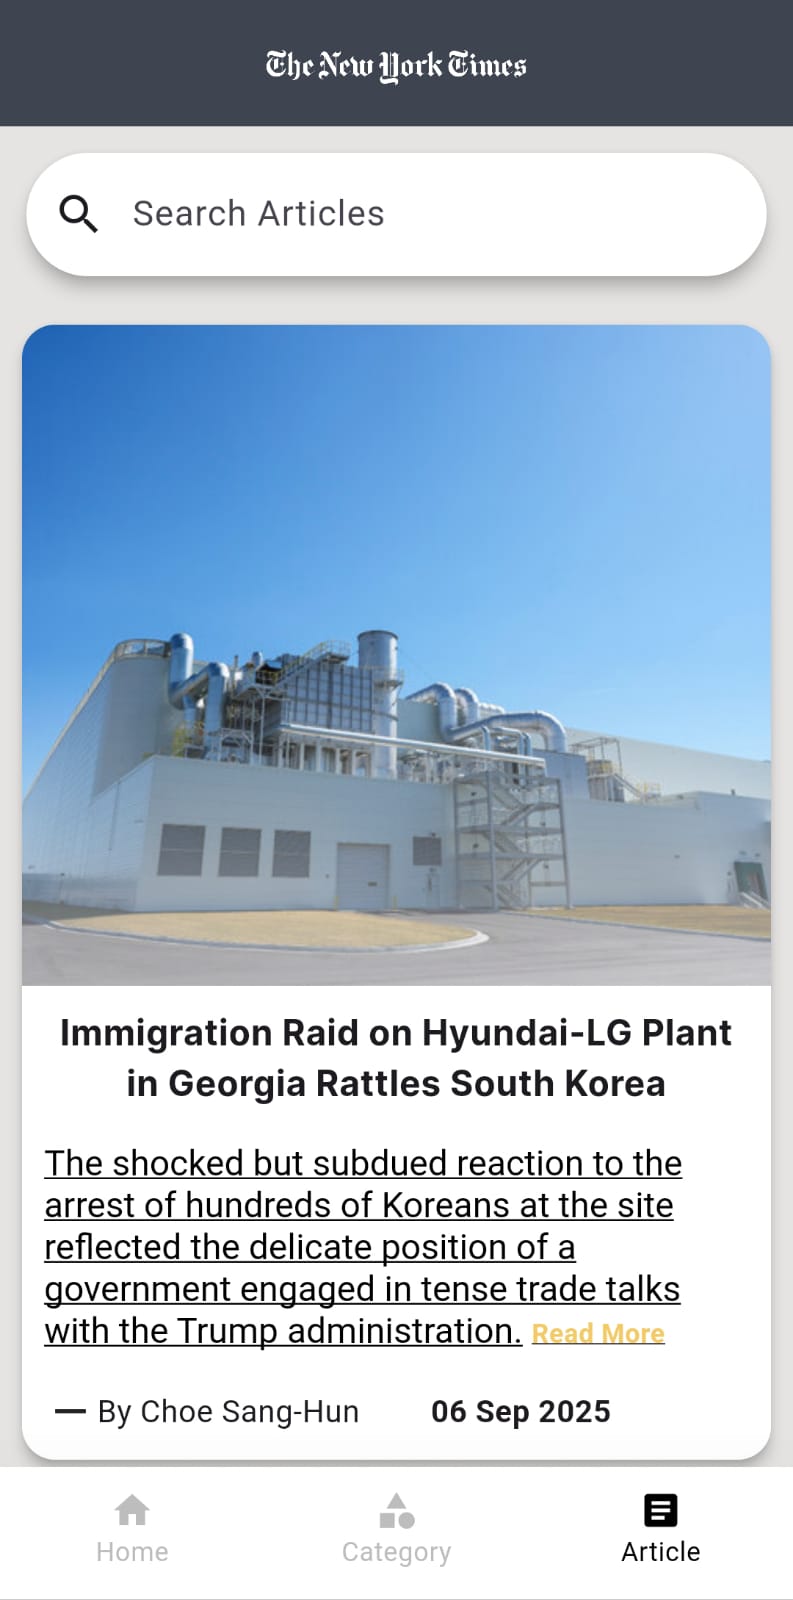 The New York Times
Search Articles
Immigration Raid on Hyundai-LG Plant
in Georgia Rattles South Korea
The shocked but subdued reaction to the
arrest of hundreds of Koreans at the site
reflected the delicate position of a
government engaged in tense trade talks
with the Trump administration. Read More
— By Choe Sang-Hun 06 Sep 2025
Home Category Article